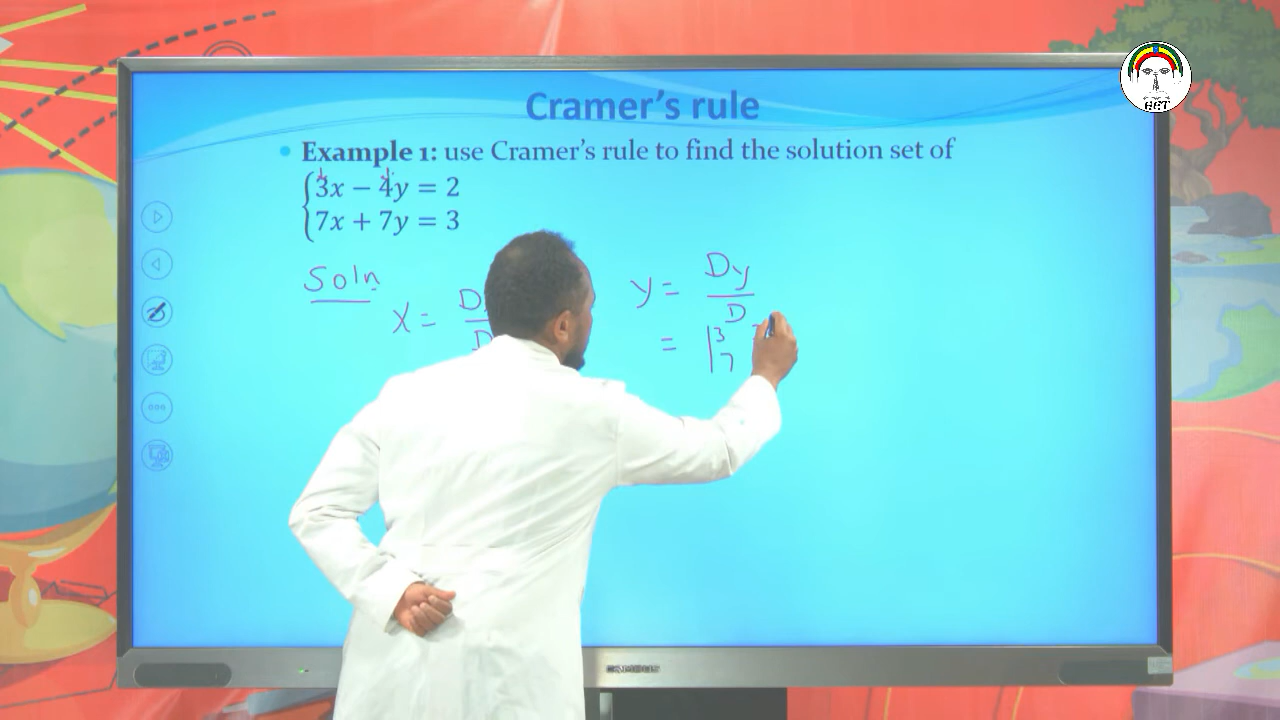 GET
Cramer's rule
• Example 1: use Cramer's rule to find the solution set of
3x − 4y = 2
7x + 7y = 3
Soln
x = D
D
y = Dy
D
= |3
7